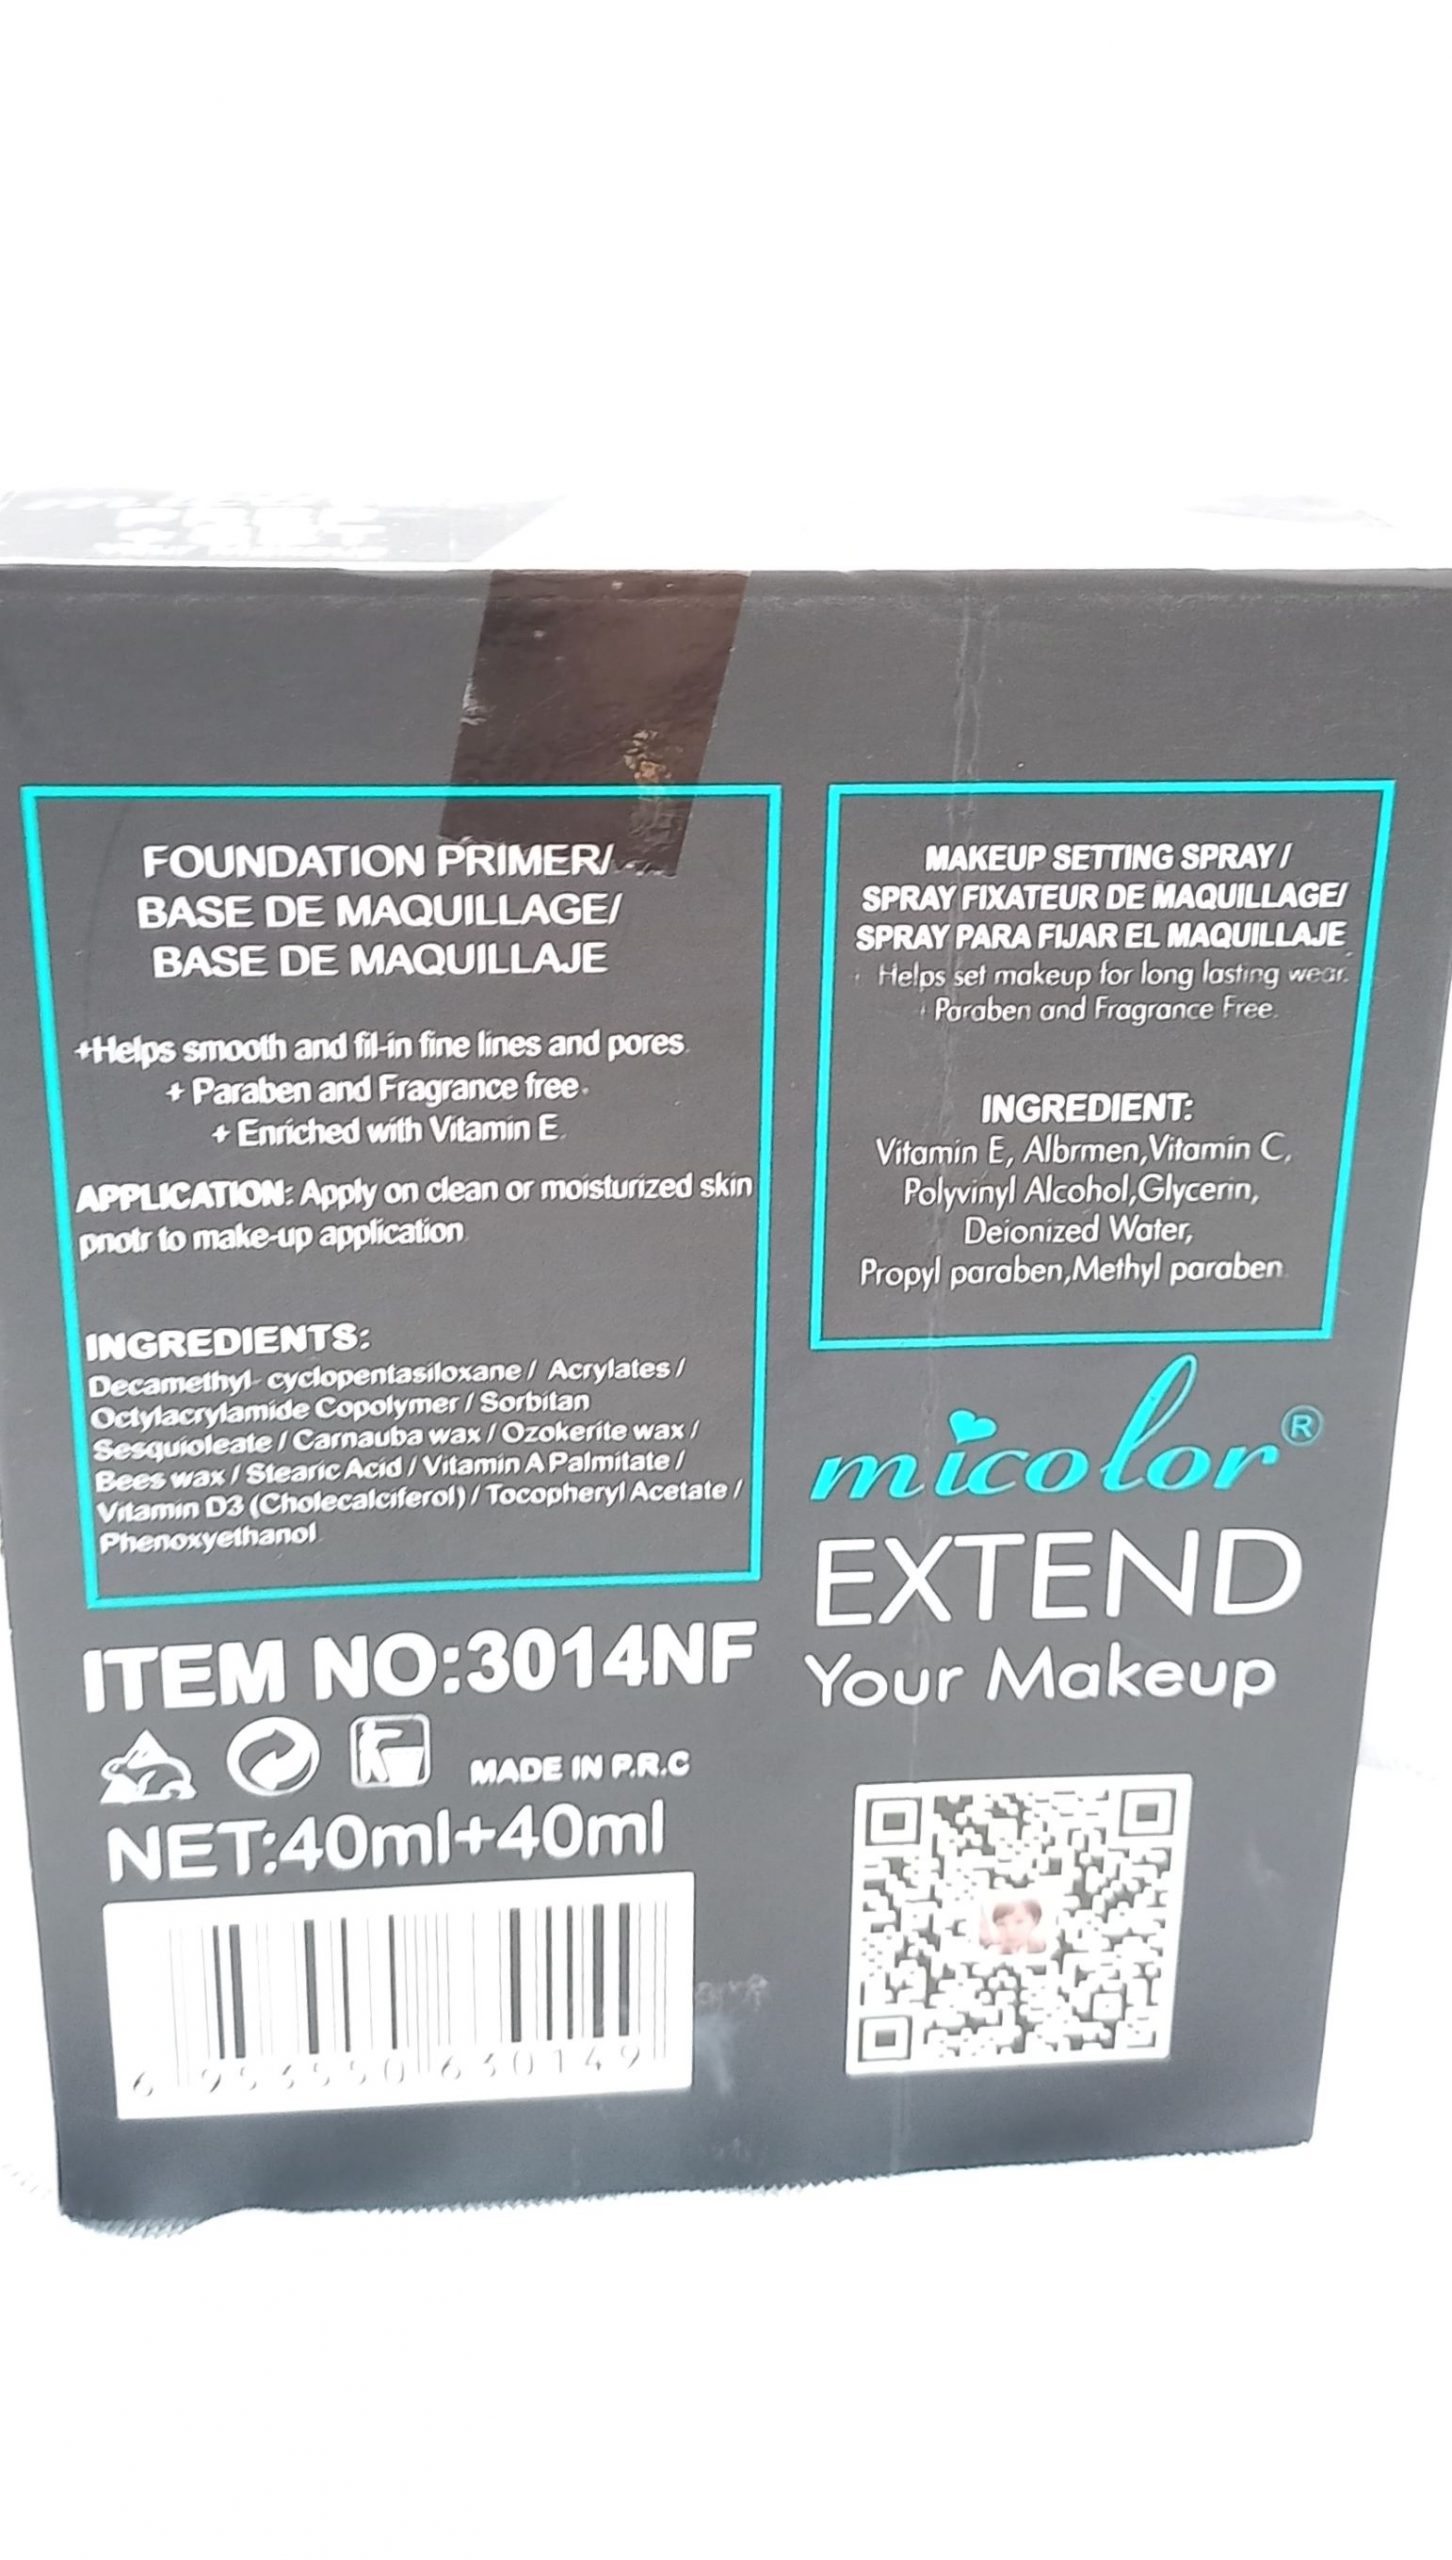 FOUNDATION PRIMER/
BASE DE MAQUILLAGE/
BASE DE MAQUILLAJE
+Helps smooth and fil-in fine lines and pores.
+ Paraben and Fragrance free.
+ Enriched with Vitamin E.
APPLICATION: Apply on clean or moisturized skin
pnotr to make-up application.
INGREDIENTS:
Decamethyl- cyclopentasiloxane / Acrylates /
Octylacrylamide Copolymer / Sorbitan
Sesquioleate / Carnauba wax / Ozokerite wax /
Bees wax / Stearic Acid / Vitamin A Palmitate /
Vitamin D3 (Cholecalciferol) / Tocopheryl Acetate /
Phenoxyethanol.
ITEM NO:3014NF
MADE IN P.R.C
NET:40ml+40ml
MAKEUP SETTING SPRAY /
SPRAY FIXATEUR DE MAQUILLAGE/
SPRAY PARA FIJAR EL MAQUILLAJE
+ Helps set makeup for long lasting wear.
+ Paraben and Fragrance Free.
INGREDIENT:
Vitamin E, Albrmen,Vitamin C,
Polyvinyl Alcohol,Glycerin,
Deionized Water,
Propyl paraben,Methyl paraben.
micolor®
EXTEND
Your Makeup